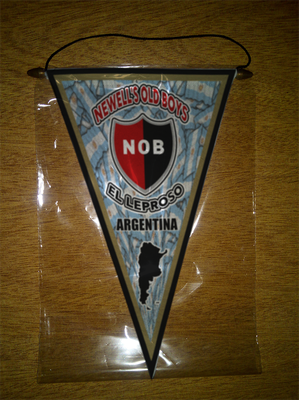 NEWELL'S OLD BOYS
NOB
EL LEPROSO
ARGENTINA